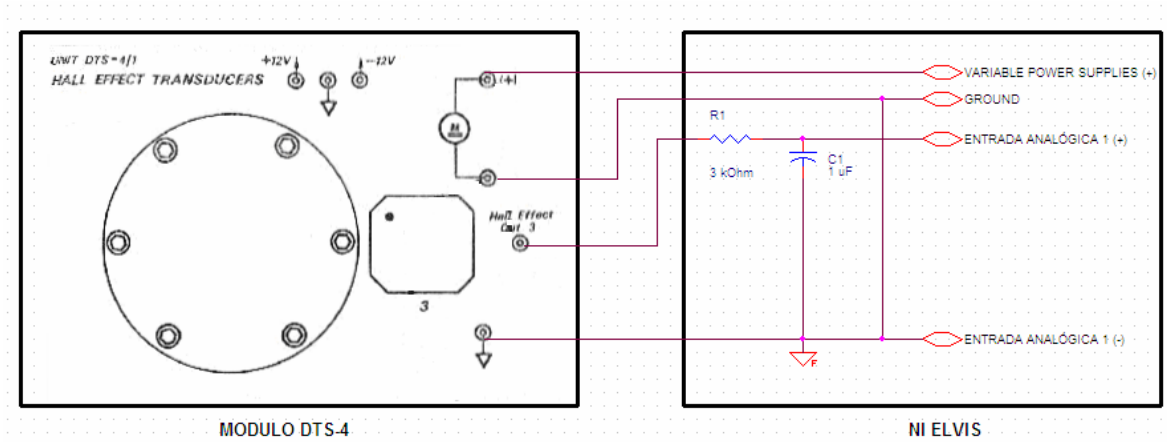 UNIT DTS-4/1
+12V
-12V
HALL EFFECT TRANSDUCERS
(+)
M
Hall Effect
Out 3
3
MODULO DTS-4
VARIABLE POWER SUPPLIES (+)
GROUND
R1
ENTRADA ANALÓGICA 1 (+)
3 kOhm
C1
1 uF
ENTRADA ANALÓGICA 1 (-)
F
NI ELVIS